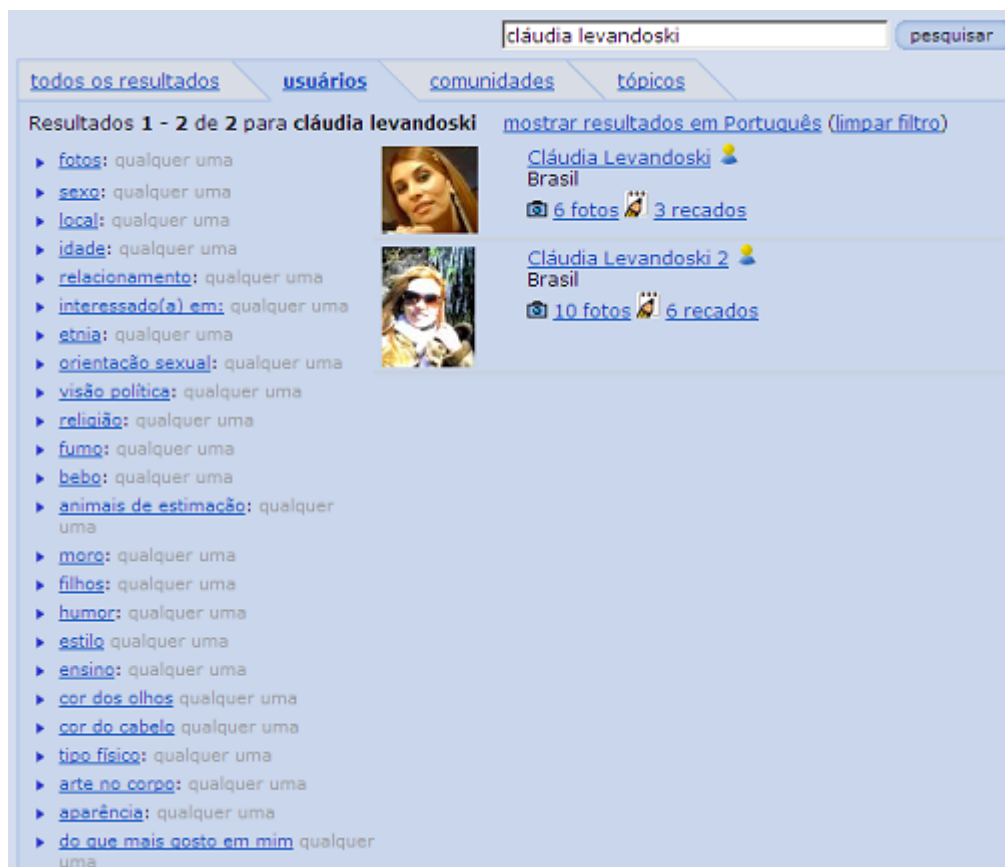 cláudia levandoski pesquisar
todos os resultados usuários comunidades tópicos
Resultados 1 - 2 de 2 para cláudia levandoski mostrar resultados em Português (limpar filtro)
fotos: qualquer uma
sexo: qualquer uma
local: qualquer uma
idade: qualquer uma
relacionamento: qualquer uma
interessado(a) em: qualquer uma
etnia: qualquer uma
orientação sexual: qualquer uma
visão política: qualquer uma
religião: qualquer uma
fumo: qualquer uma
bebo: qualquer uma
animais de estimação: qualquer
uma
moro: qualquer uma
filhos: qualquer uma
humor: qualquer uma
estilo qualquer uma
ensino: qualquer uma
cor dos olhos qualquer uma
cor do cabelo qualquer uma
tipo físico: qualquer uma
arte no corpo: qualquer uma
aparência: qualquer uma
do que mais gosto em mim qualquer
uma
Cláudia Levandoski
Brasil
6 fotos 3 recados
Cláudia Levandoski 2
Brasil
10 fotos 6 recados